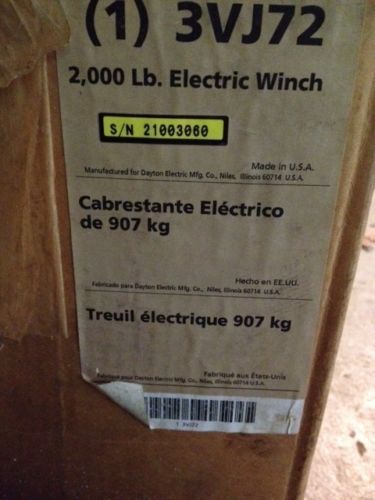 (1) 3VJ72
2,000 Lb. Electric Winch
S/N 21003060
Made in U.S.A.
Manufactured for Dayton Electric Mfg. Co., Niles, Illinois 60714 U.S.A.
Cabrestante Eléctrico
de 907 kg
Hecho en EE.UU.
Fabricado para Dayton Electric Mfg. Co., Niles, Illinois 60714 U.S.A.
Treuil électrique 907 kg
Fabriqué aux États-Unis
Fabriqué pour Dayton Electric Mfg. Co., Niles, Illinois 60714 U.S.A.
1 3VJ72